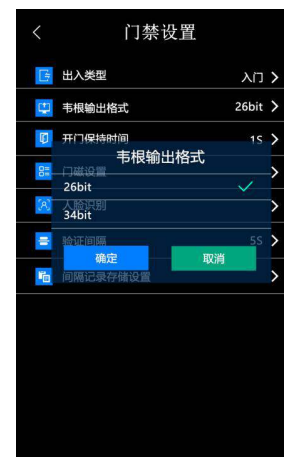 门禁设置
出入类型 入门
韦根输出格式 26bit
开门保持时间 1S
韦根输出格式
门磁设置
26bit
人脸识别
34bit
验证间隔 5S
确定 取消
间隔记录存储设置